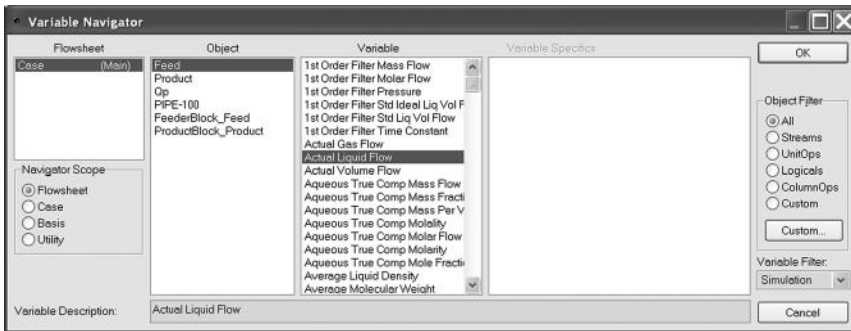 Variable Navigator
Flowsheet
Object
Variable
Variable Specifics
OK
Case (Main)
Feed
Product
Qp
PIPE-100
FeederBlock_Feed
ProductBlock_Product
1st Order Filter Mass Flow
1st Order Filter Molar Flow
1st Order Filter Pressure
1st Order Filter Std Ideal Liq Vol F
1st Order Filter Std Liq Vol Flow
1st Order Filter Time Constant
Actual Gas Flow
Actual Liquid Flow
Actual Volume Flow
Aqueous True Comp Mass Flow
Aqueous True Comp Mass Fracti
Aqueous True Comp Mass Per V
Aqueous True Comp Molality
Aqueous True Comp Molar Flow
Aqueous True Comp Molarity
Aqueous True Comp Mole Fracti
Average Liquid Density
Average Molecular Weight
Navigator Scope
Flowsheet
Case
Basis
Utility
Object Filter
All
Streams
UnitOps
Logicals
ColumnOps
Custom
Custom...
Variable Filter:
Simulation
Variable Description:
Actual Liquid Flow
Cancel